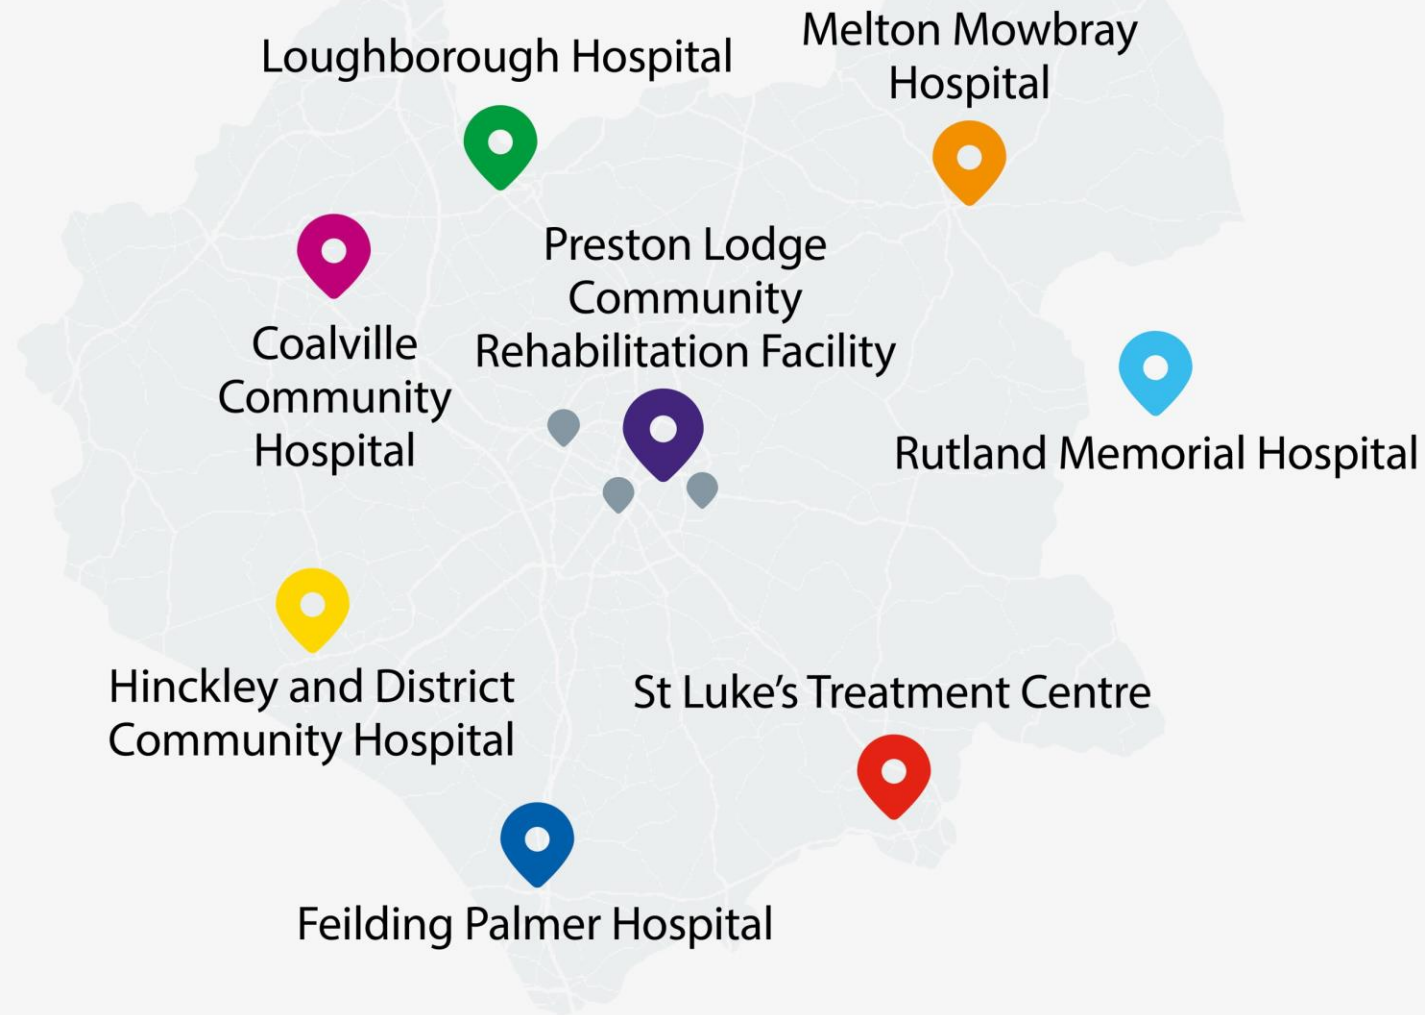 Loughborough Hospital
Melton Mowbray
Hospital
Preston Lodge
Community
Rehabilitation Facility
Coalville
Community
Hospital
Rutland Memorial Hospital
Hinckley and District
Community Hospital
St Luke’s Treatment Centre
Feilding Palmer Hospital